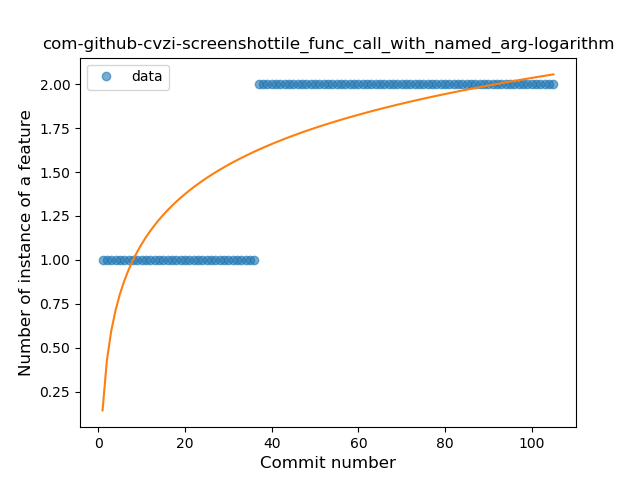 com-github-cvzi-screenshottile_func_call_with_named_arg-logarithm
data
2.00
1.75
1.50
1.25
1.00
0.75
0.50
0.25
Number of instance of a feature
0 20 40 60 80 100
Commit number